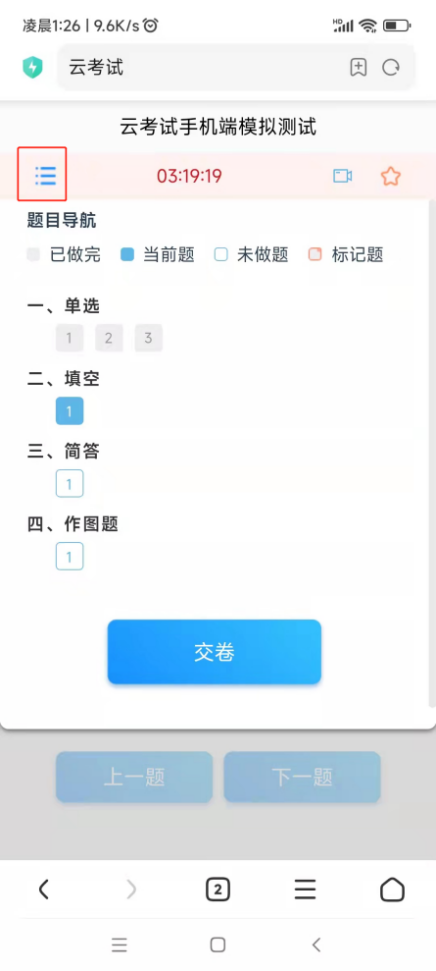 凌晨1:26 | 9.6K/s
HD
云考试
云考试手机端模拟测试
03:19:19
题目导航
已做完 当前题 未做题 标记题
一、单选
1 2 3
二、填空
1
三、简答
1
四、作图题
1
交卷
上一题 下一题
2